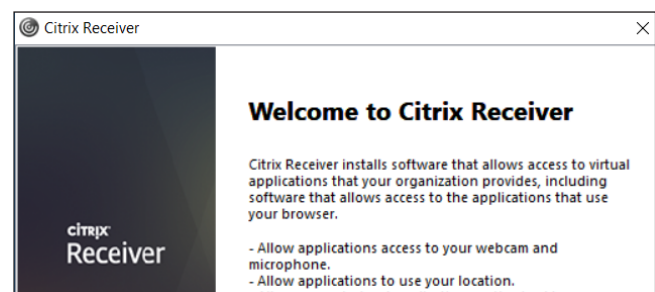 Citrix Receiver
Welcome to Citrix Receiver
Citrix Receiver installs software that allows access to virtual
applications that your organization provides, including
software that allows access to the applications that use
your browser.
CİTRIX
Receiver
- Allow applications access to your webcam and
microphone.
- Allow applications to use your location.